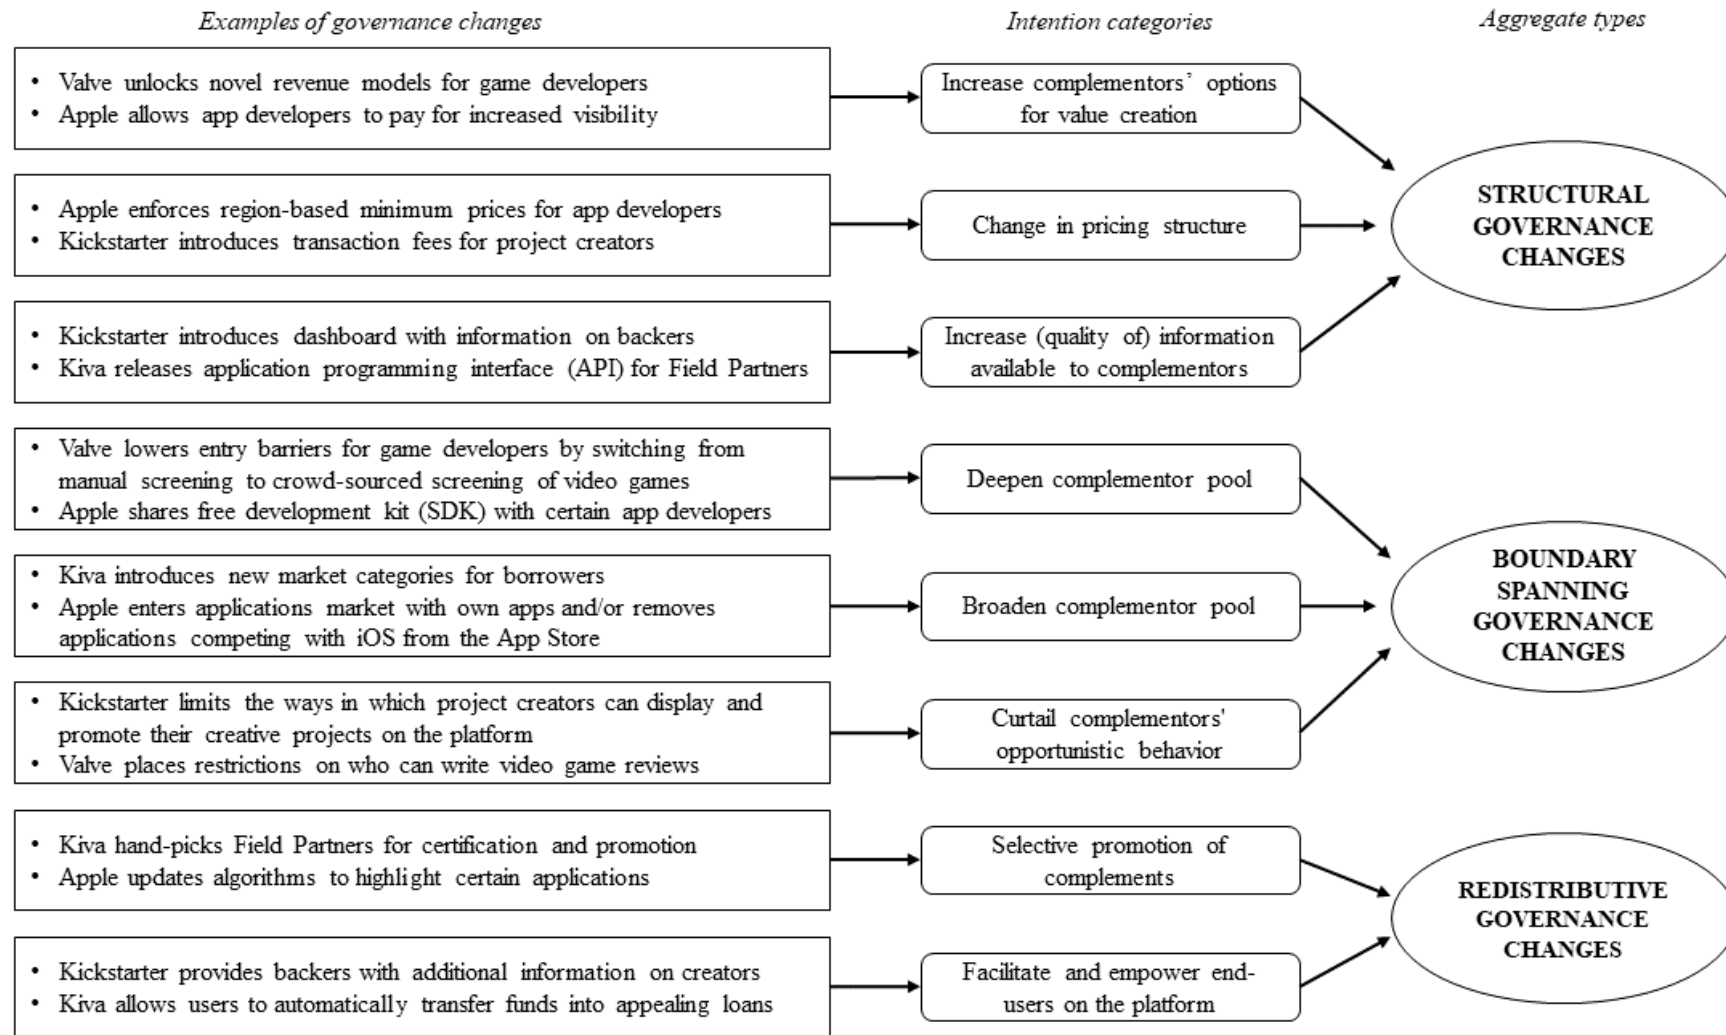 Examples of governance changes
Intention categories
Aggregate types
• Valve unlocks novel revenue models for game developers
• Apple allows app developers to pay for increased visibility
Increase complementors' options
for value creation
• Apple enforces region-based minimum prices for app developers
• Kickstarter introduces transaction fees for project creators
Change in pricing structure
• Kickstarter introduces dashboard with information on backers
• Kiva releases application programming interface (API) for Field Partners
Increase (quality of) information
available to complementors
STRUCTURAL
GOVERNANCE
CHANGES
• Valve lowers entry barriers for game developers by switching from
manual screening to crowd-sourced screening of video games
• Apple shares free development kit (SDK) with certain app developers
Deepen complementor pool
• Kiva introduces new market categories for borrowers
• Apple enters applications market with own apps and/or removes
applications competing with iOS from the App Store
Broaden complementor pool
• Kickstarter limits the ways in which project creators can display and
promote their creative projects on the platform
• Valve places restrictions on who can write video game reviews
Curtail complementors'
opportunistic behavior
BOUNDARY
SPANNING
GOVERNANCE
CHANGES
• Kiva hand-picks Field Partners for certification and promotion
• Apple updates algorithms to highlight certain applications
Selective promotion of
complements
• Kickstarter provides backers with additional information on creators
• Kiva allows users to automatically transfer funds into appealing loans
Facilitate and empower end-
users on the platform
REDISTRIBUTIVE
GOVERNANCE
CHANGES